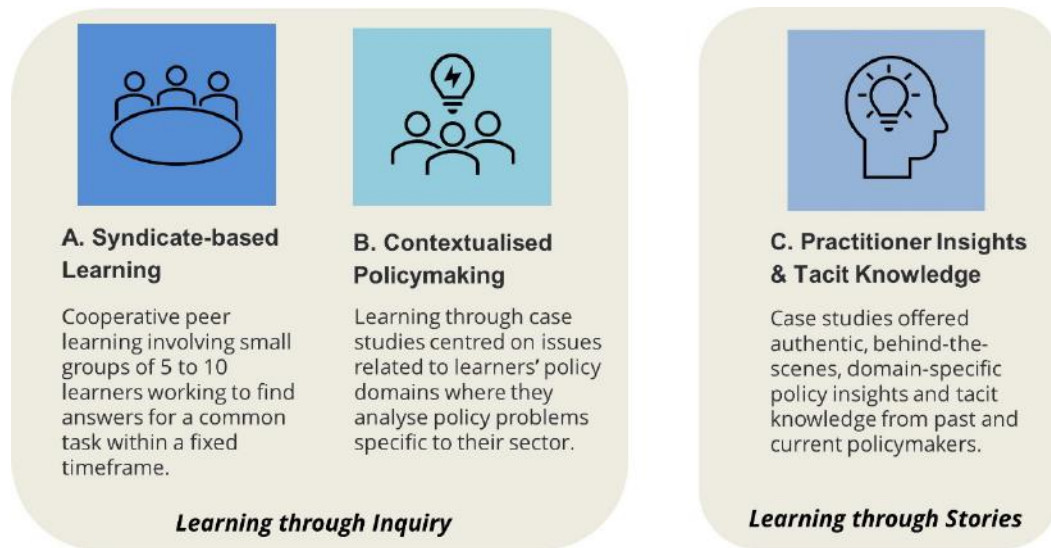 A. Syndicate-based
Learning
Cooperative peer
learning involving small
groups of 5 to 10
learners working to find
answers for a common
task within a fixed
timeframe.
B. Contextualised
Policymaking
Learning through case
studies centred on issues
related to learners’ policy
domains where they
analyse policy problems
specific to their sector.
Learning through Inquiry
C. Practitioner Insights
& Tacit Knowledge
Case studies offered
authentic, behind-the-
scenes, domain-specific
policy insights and tacit
knowledge from past and
current policymakers.
Learning through Stories